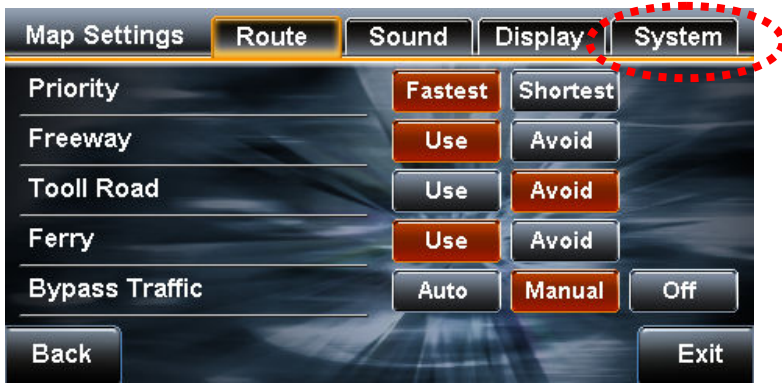 Map Settings Route Sound Display System
Priority Fastest Shortest
Freeway Use Avoid
Tooll Road Use Avoid
Ferry Use Avoid
Bypass Traffic Auto Manual Off
Back Exit